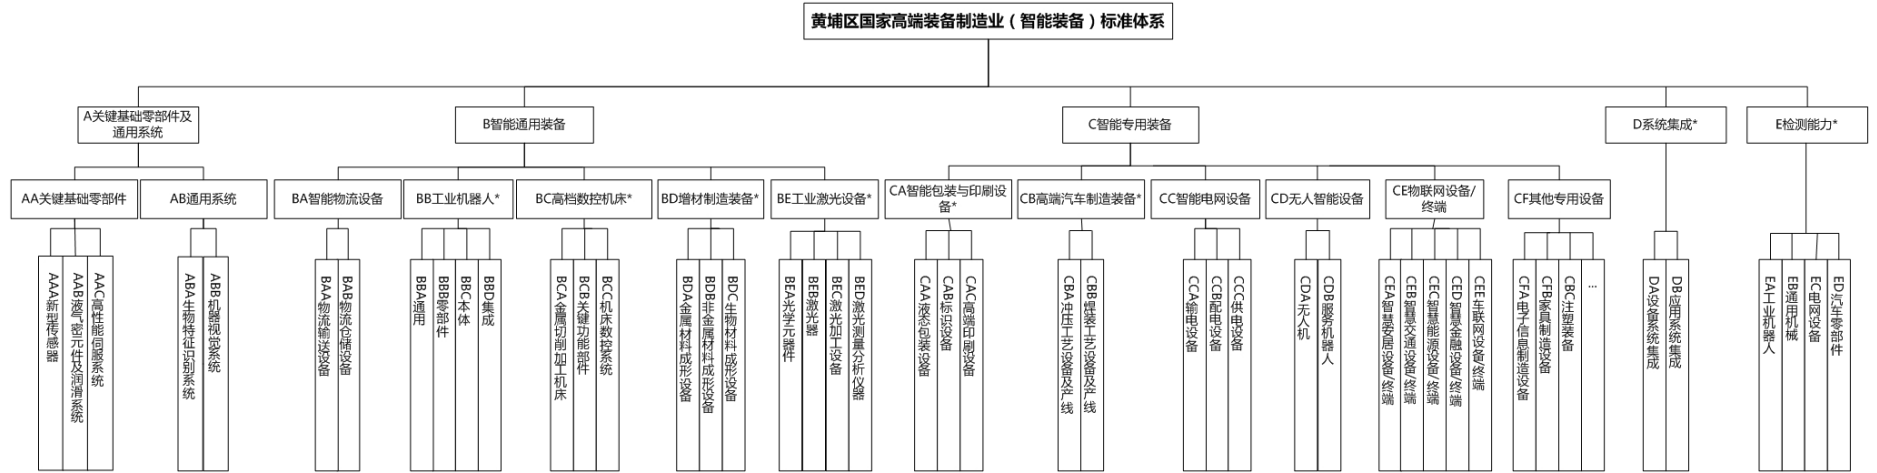 黄埔区国家高端装备制造业（智能装备）标准体系
A关键基础零部件及
通用系统
B智能通用装备
C智能专用装备
D系统集成*
E检测能力*
AA关键基础零部件
AB通用系统
BA智能物流设备
BB工业机器人*
BC高档数控机床*
BD增材制造装备*
BE工业激光设备*
CA智能包装与印刷设
备*
CB高端汽车制造装备*
CC智能电网设备
CD无人智能设备
CE物联网设备/
终端
CF其他专用设备
AAA新型传感器
AAB液气密元件及润滑系统
AAC高性能伺服系统
ABA生物特征识别系统
ABB机器视觉系统
BAA物流输送设备
BAB物流仓储设备
BBA通用
BBB零部件
BBC本体
BBD集成
BCA金属切削加工机床
BCB关键功能部件
BCC机床数控系统
BDA金属材料成形设备
BDB非金属材料成形设备
BDC生物材料成形设备
BEA光学元器件
BEB激光器
BEC激光加工设备
BED激光测量分析仪器
CAA液态包装设备
CAB标识设备
CAC高端印刷设备
CBA冲压工艺设备及产线
CBB焊装工艺设备及产线
CCA输电设备
CCB配电设备
CCC供电设备
CDA无人机
CDB服务机器人
CEA智慧安居设备/终端
CEB智慧交通设备/终端
CEC智慧能源设备/终端
CED智慧金融设备/终端
CEE车联网设备/终端
CFA电子信息制造设备
CFB家具制造设备
CBC注塑装备
...
DA设备系统集成
DB应用系统集成
EA工业机器人
EB通用机械
EC电网设备
ED汽车零部件